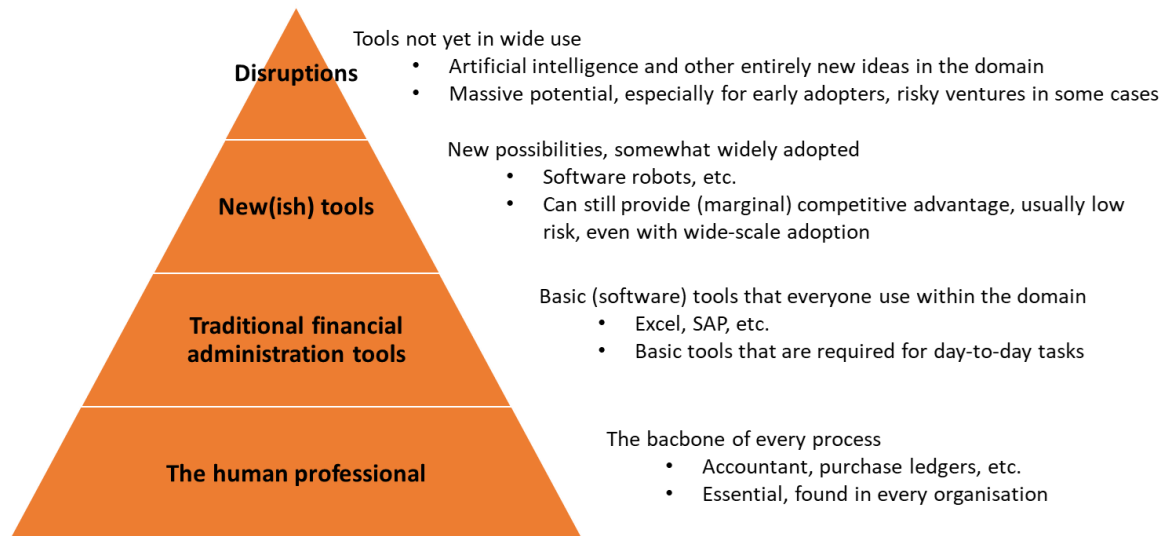 Disruptions
Tools not yet in wide use
• Artificial intelligence and other entirely new ideas in the domain
• Massive potential, especially for early adopters, risky ventures in some cases
New(ish) tools
New possibilities, somewhat widely adopted
• Software robots, etc.
• Can still provide (marginal) competitive advantage, usually low
risk, even with wide-scale adoption
Traditional financial
administration tools
Basic (software) tools that everyone use within the domain
• Excel, SAP, etc.
• Basic tools that are required for day-to-day tasks
The human professional
The bacbone of every process
• Accountant, purchase ledgers, etc.
• Essential, found in every organisation